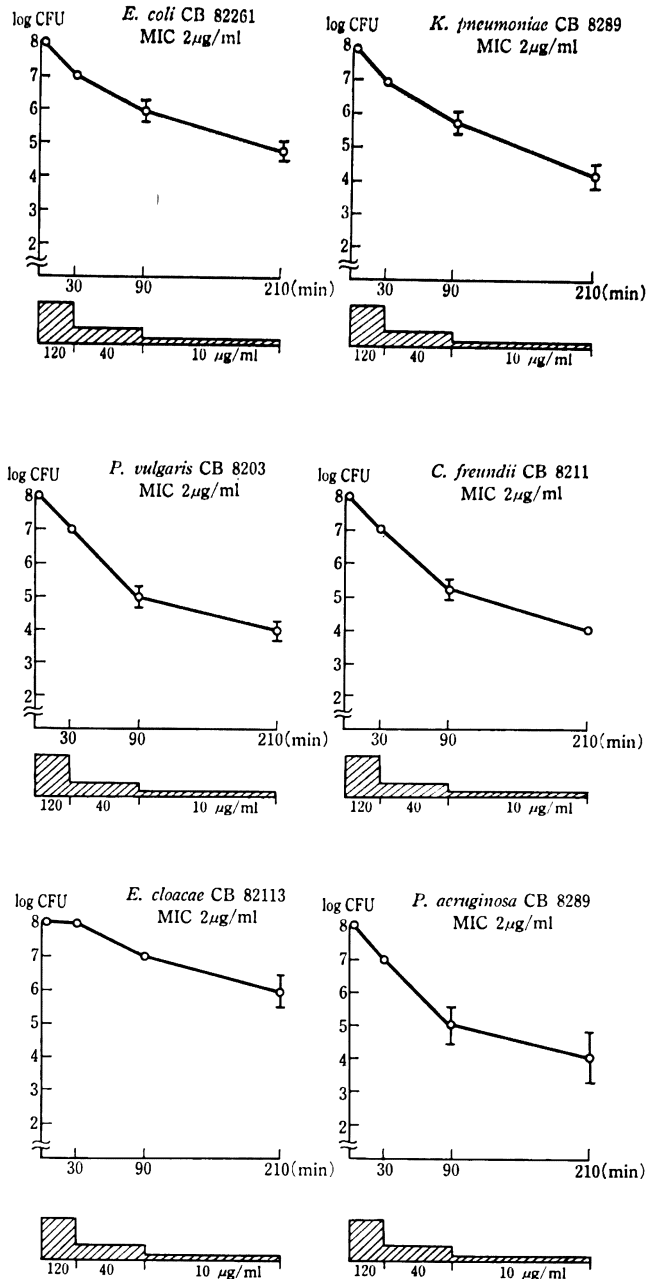 log CFU
E. coli CB 82261
MIC 2μg/ml
8
7
6
5
4
3
2
30 90 210(min)
120 40 10 μg/ml
log CFU
K. pneumoniae CB 8289
MIC 2μg/ml
8
7
6
5
4
3
2
30 90 210(min)
120 40 10 μg/ml
log CFU
P. vulgaris CB 8203
MIC 2μg/ml
8
7
6
5
4
3
2
30 90 210(min)
120 40 10 μg/ml
log CFU
C. freundii CB 8211
MIC 2μg/ml
8
7
6
5
4
3
2
30 90 210(min)
120 40 10 μg/ml
log CFU
E. cloacae CB 82113
MIC 2μg/ml
8
7
6
5
4
3
2
30 90 210(min)
120 40 10 μg/ml
log CFU
P. aeruginosa CB 8289
MIC 2μg/ml
8
7
6
5
4
3
2
30 90 210(min)
120 40 10 μg/ml